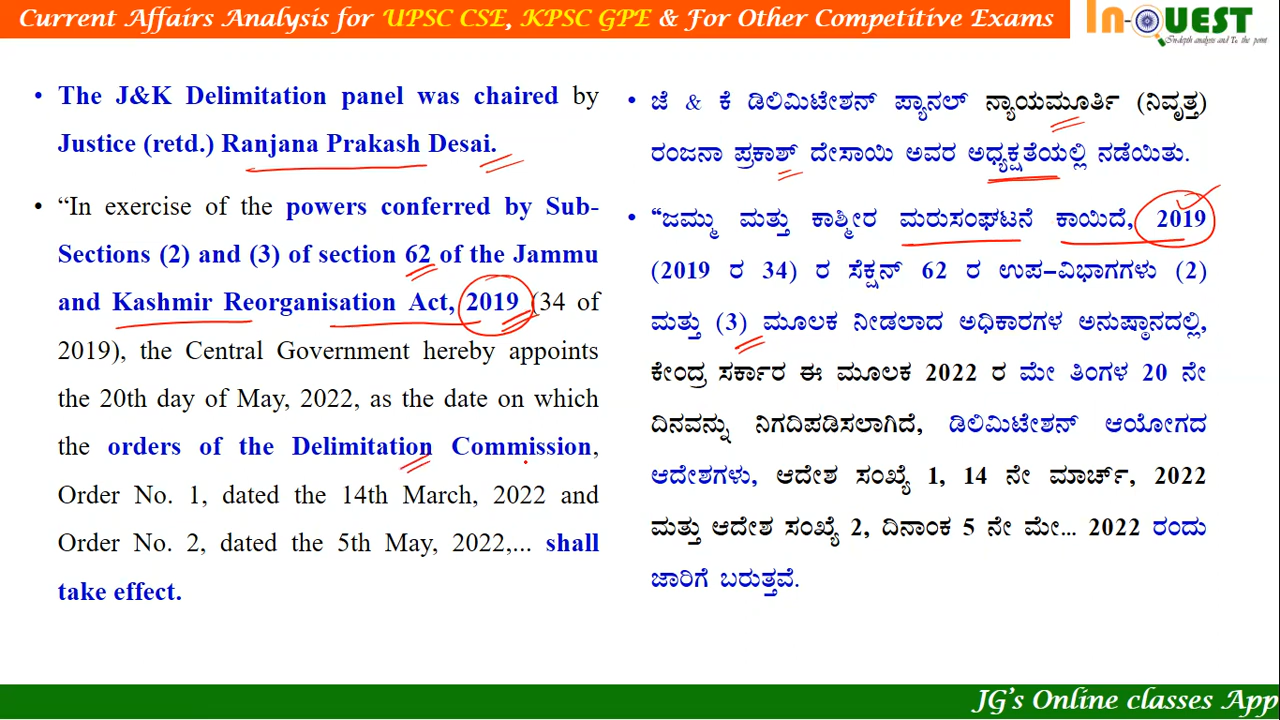 Current Affairs Analysis for UPSC CSE, KPSC GPE & For Other Competitive Exams
In-QUEST
In-depth analysis and To the point
• The J&K Delimitation panel was chaired by
Justice (retd.) Ranjana Prakash Desai.
• “In exercise of the powers conferred by Sub-
Sections (2) and (3) of section 62 of the Jammu
and Kashmir Reorganisation Act, 2019 (34 of
2019), the Central Government hereby appoints
the 20th day of May, 2022, as the date on which
the orders of the Delimitation Commission,
Order No. 1, dated the 14th March, 2022 and
Order No. 2, dated the 5th May, 2022,... shall
take effect.
• ಜೆ & ಕೆ ಡಿಲಿಮಿಟೇಶನ್ ಪ್ಯಾನಲ್ ನ್ಯಾಯಮೂರ್ತಿ (ನಿವೃತ್ತ)
ರಂಜನಾ ಪ್ರಕಾಶ್ ದೇಸಾಯಿ ಅವರ ಅಧ್ಯಕ್ಷತೆಯಲ್ಲಿ ನಡೆಯಿತು.
• “ಜಮ್ಮು ಮತ್ತು ಕಾಶ್ಮೀರ ಮರುಸಂಘಟನೆ ಕಾಯಿದೆ, 2019
(2019 ರ 34) ರ ಸೆಕ್ಷನ್ 62 ರ ಉಪ-ವಿಭಾಗಗಳು (2)
ಮತ್ತು (3) ಮೂಲಕ ನೀಡಲಾದ ಅಧಿಕಾರಗಳ ಅನುಷ್ಠಾನದಲ್ಲಿ,
ಕೇಂದ್ರ ಸರ್ಕಾರ ಈ ಮೂಲಕ 2022 ರ ಮೇ ತಿಂಗಳ 20 ನೇ
ದಿನವನ್ನು ನಿಗದಿಪಡಿಸಲಾಗಿದೆ, ಡಿಲಿಮಿಟೇಶನ್ ಆಯೋಗದ
ಆದೇಶಗಳು, ಆದೇಶ ಸಂಖ್ಯೆ 1, 14 ನೇ ಮಾರ್ಚ್, 2022
ಮತ್ತು ಆದೇಶ ಸಂಖ್ಯೆ 2, ದಿನಾಂಕ 5 ನೇ ಮೇ... 2022 ರಂದು
ಜಾರಿಗೆ ಬರುತ್ತವೆ.
JG's Online classes App